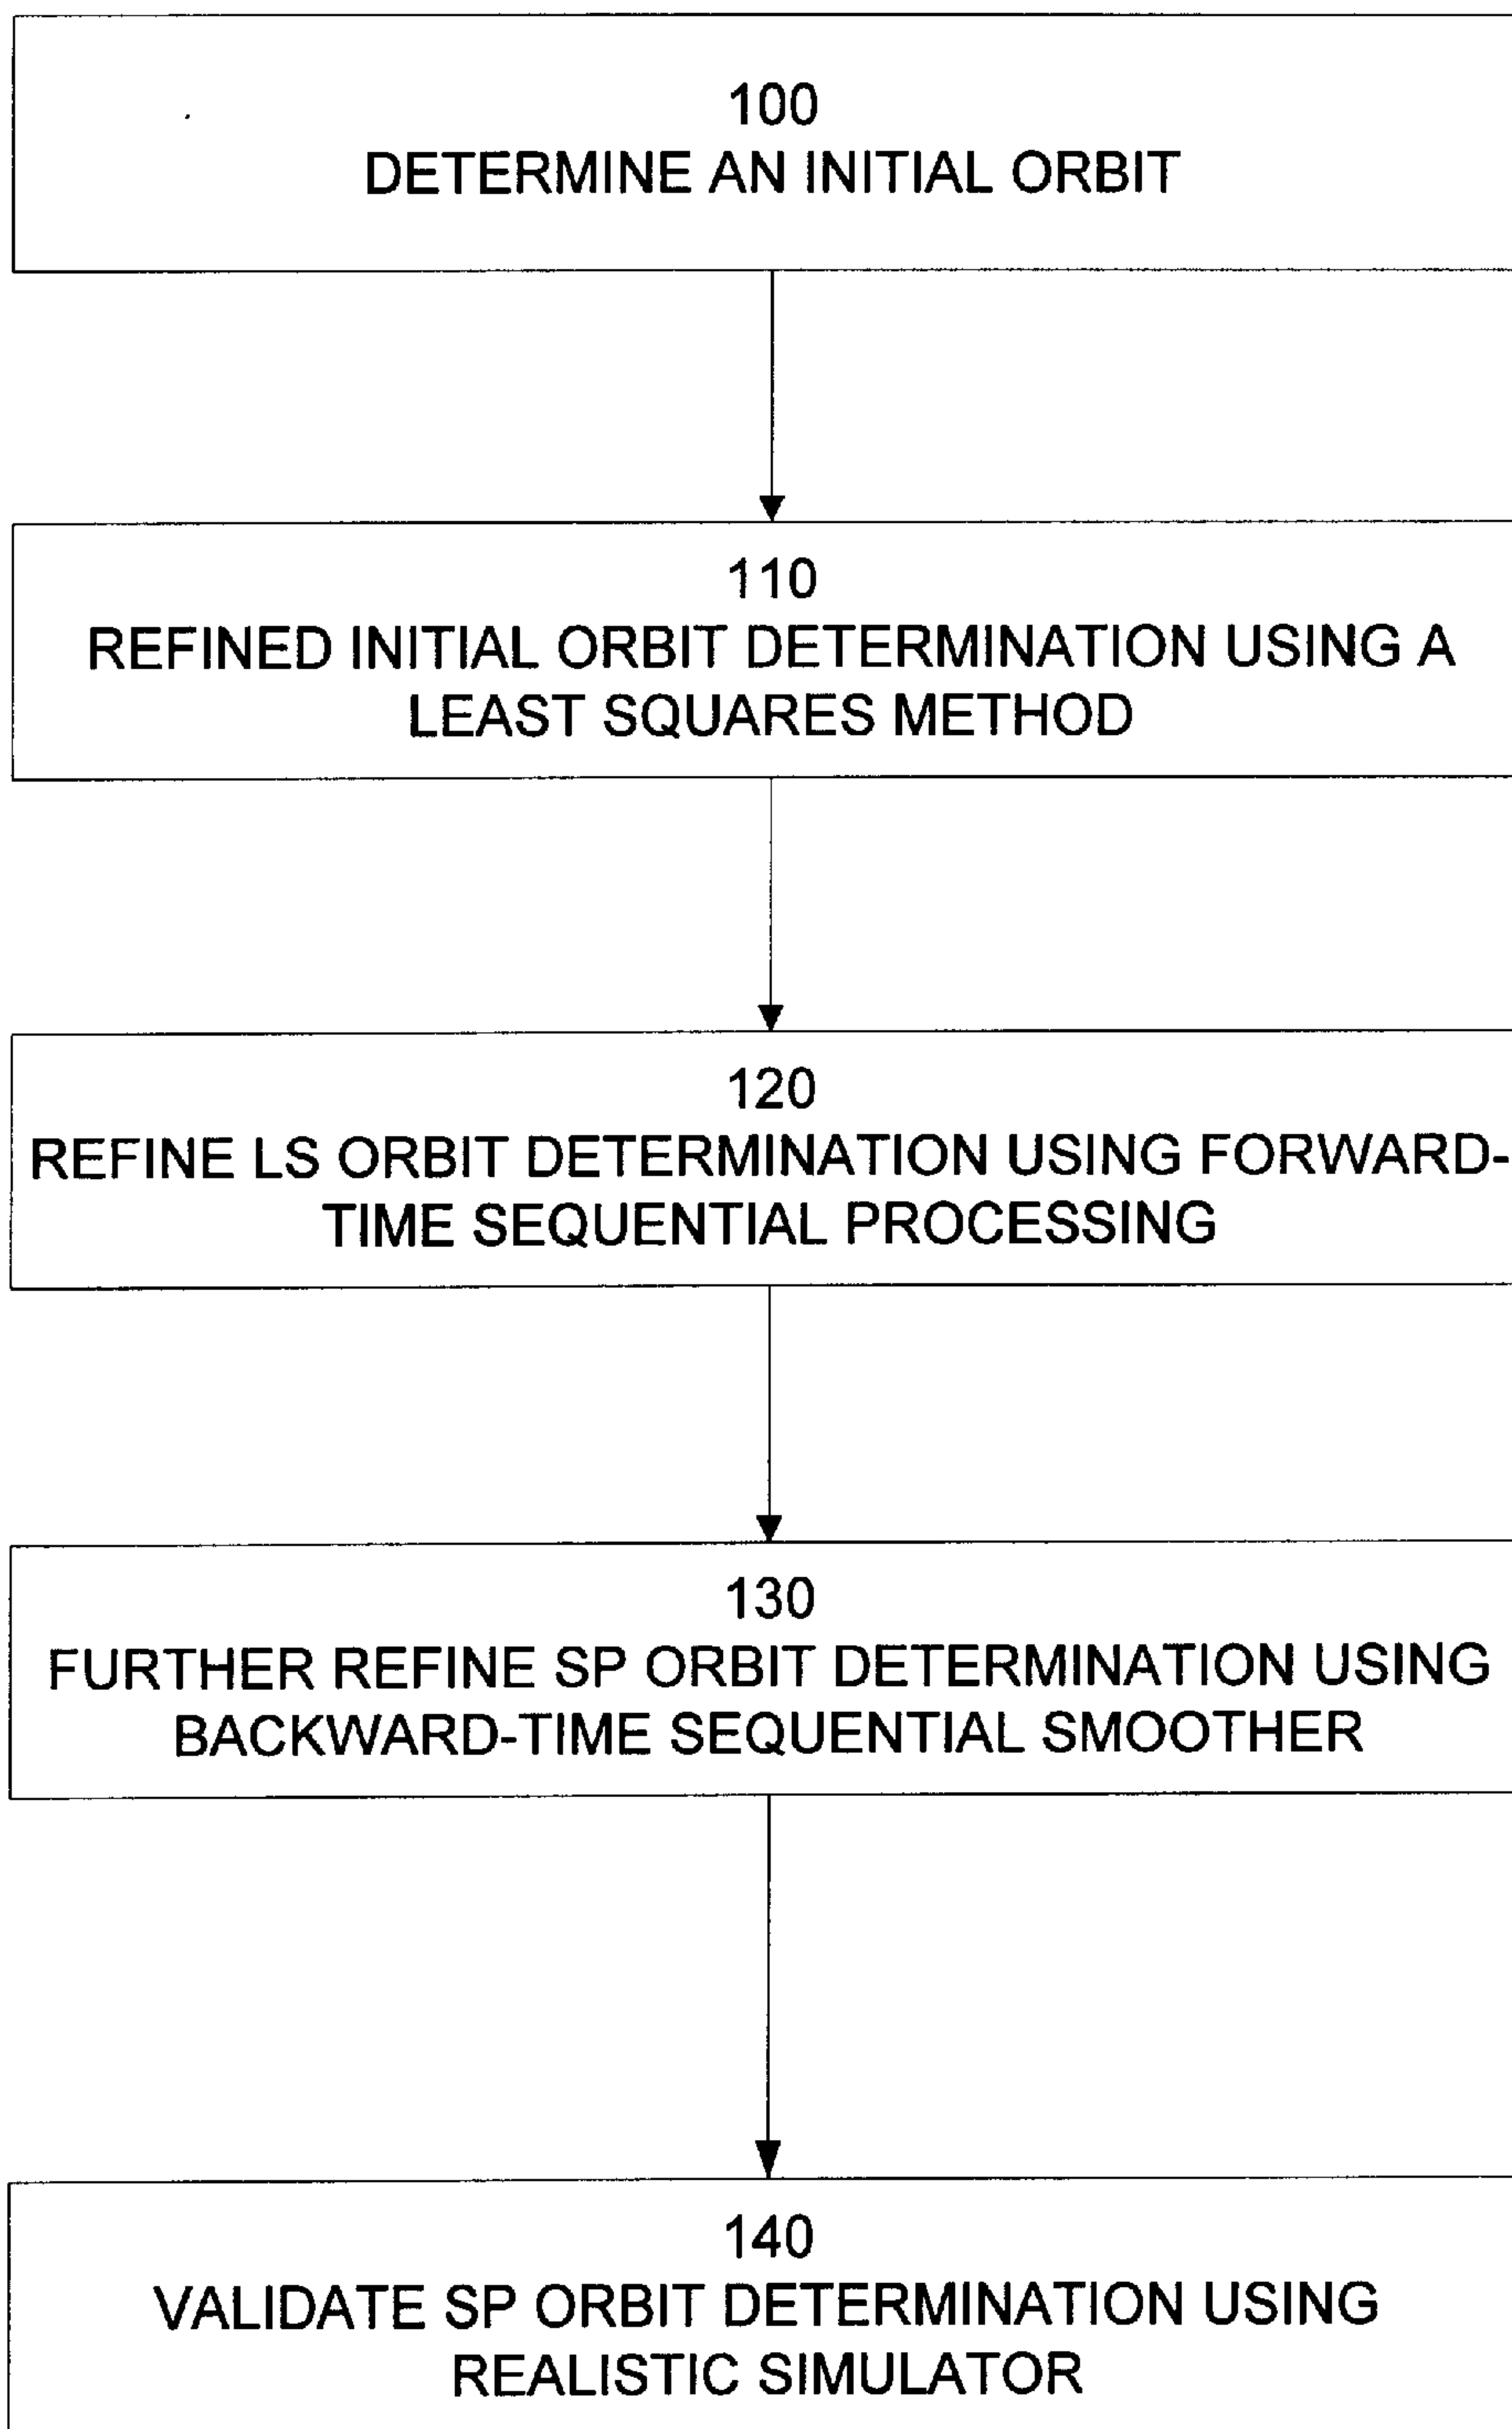 100
DETERMINE AN INITIAL ORBIT
110
REFINED INITIAL ORBIT DETERMINATION USING A
LEAST SQUARES METHOD
120
REFINE LS ORBIT DETERMINATION USING FORWARD-
TIME SEQUENTIAL PROCESSING
130
FURTHER REFINE SP ORBIT DETERMINATION USING
BACKWARD-TIME SEQUENTIAL SMOOTHER
140
VALIDATE SP ORBIT DETERMINATION USING
REALISTIC SIMULATOR